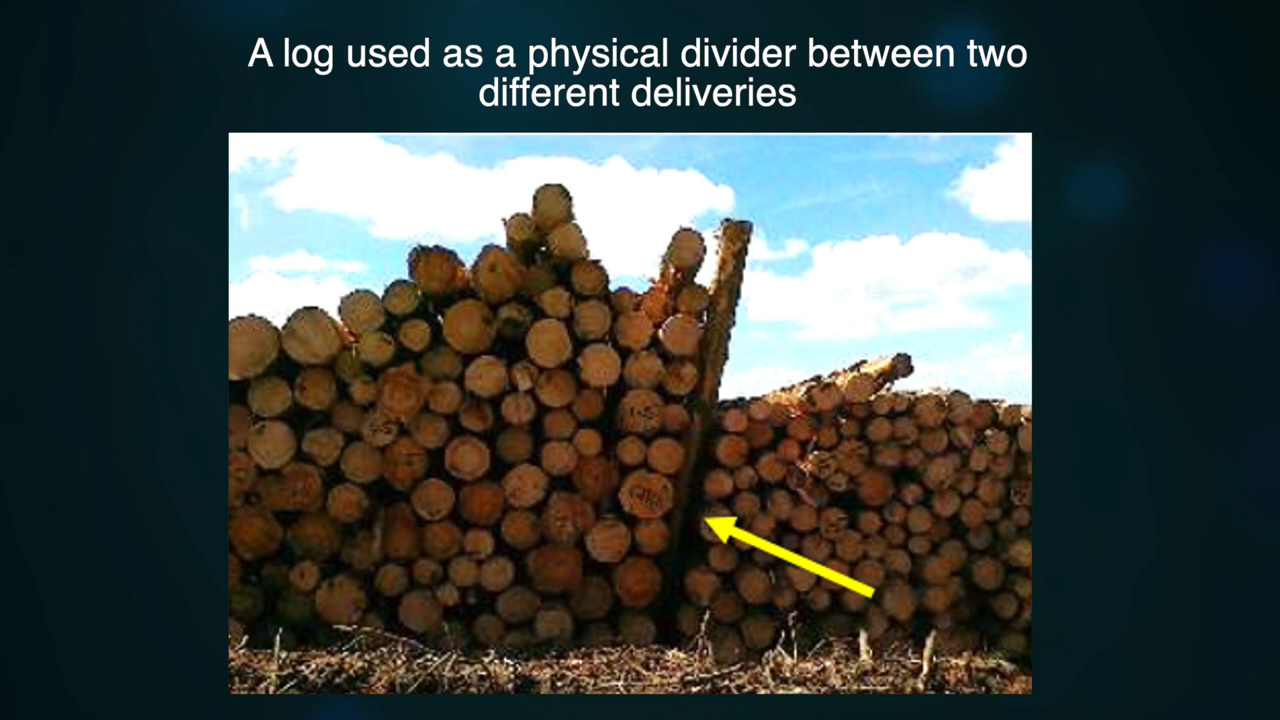 A log used as a physical divider between two
different deliveries